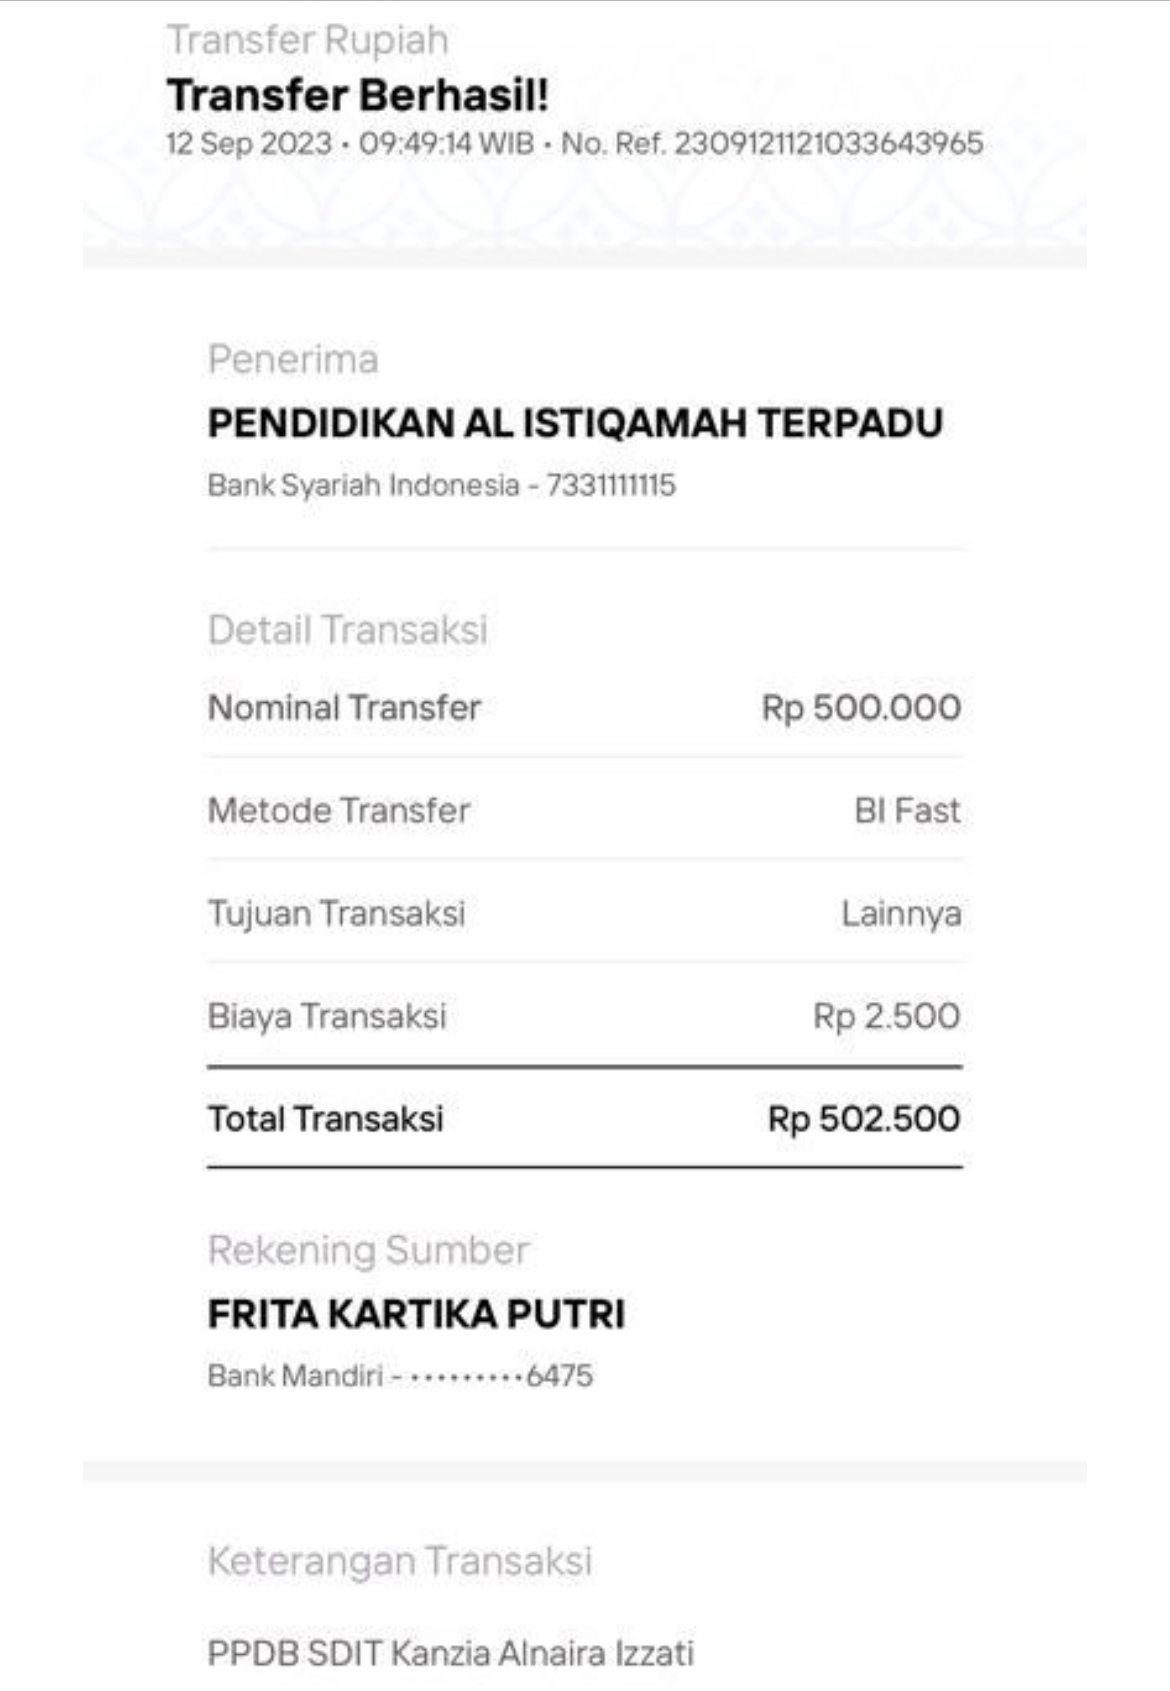 Transfer Rupiah
Transfer Berhasil!
12 Sep 2023 • 09:49:14 WIB • No. Ref. 2309121121033643965
Penerima
PENDIDIKAN AL ISTIQAMAH TERPADU
Bank Syariah Indonesia - 7331111115
Detail Transaksi
Nominal Transfer Rp 500.000
Metode Transfer BI Fast
Tujuan Transaksi Lainnya
Biaya Transaksi Rp 2.500
Total Transaksi Rp 502.500
Rekening Sumber
FRITA KARTIKA PUTRI
Bank Mandiri - •••••••••6475
Keterangan Transaksi
PPDB SDIT Kanzia Alnaira Izzati